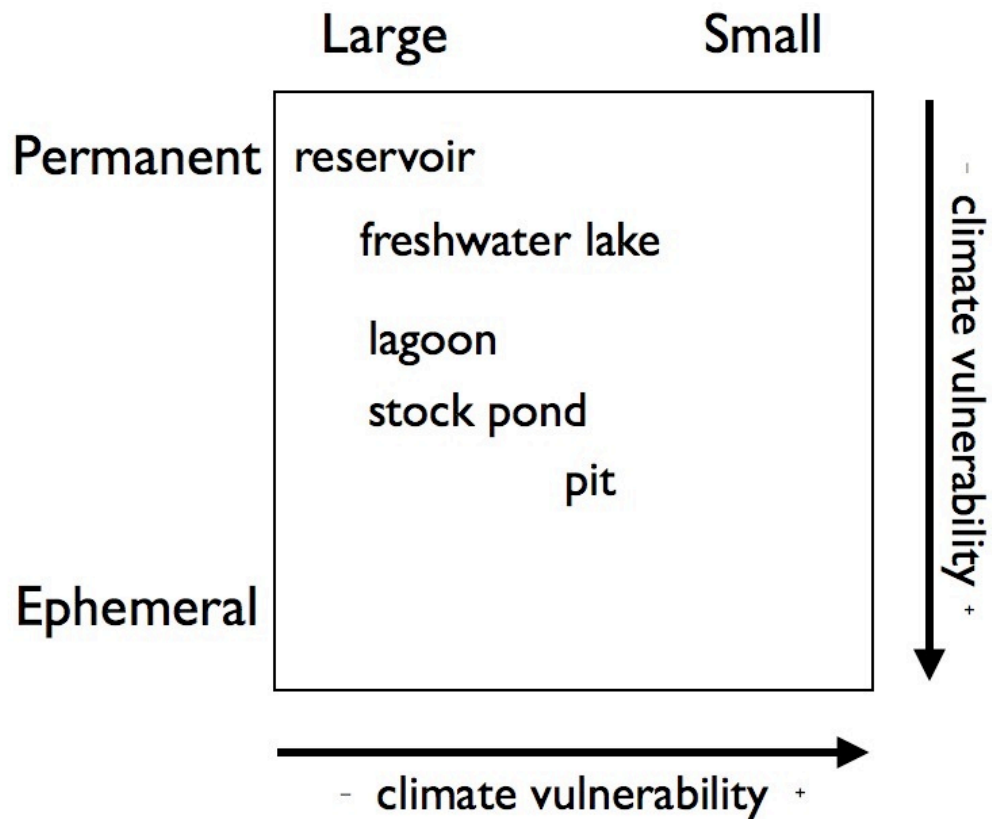 Large Small
Permanent reservoir
freshwater lake
lagoon
stock pond
pit
Ephemeral
- climate vulnerability +
- climate vulnerability +